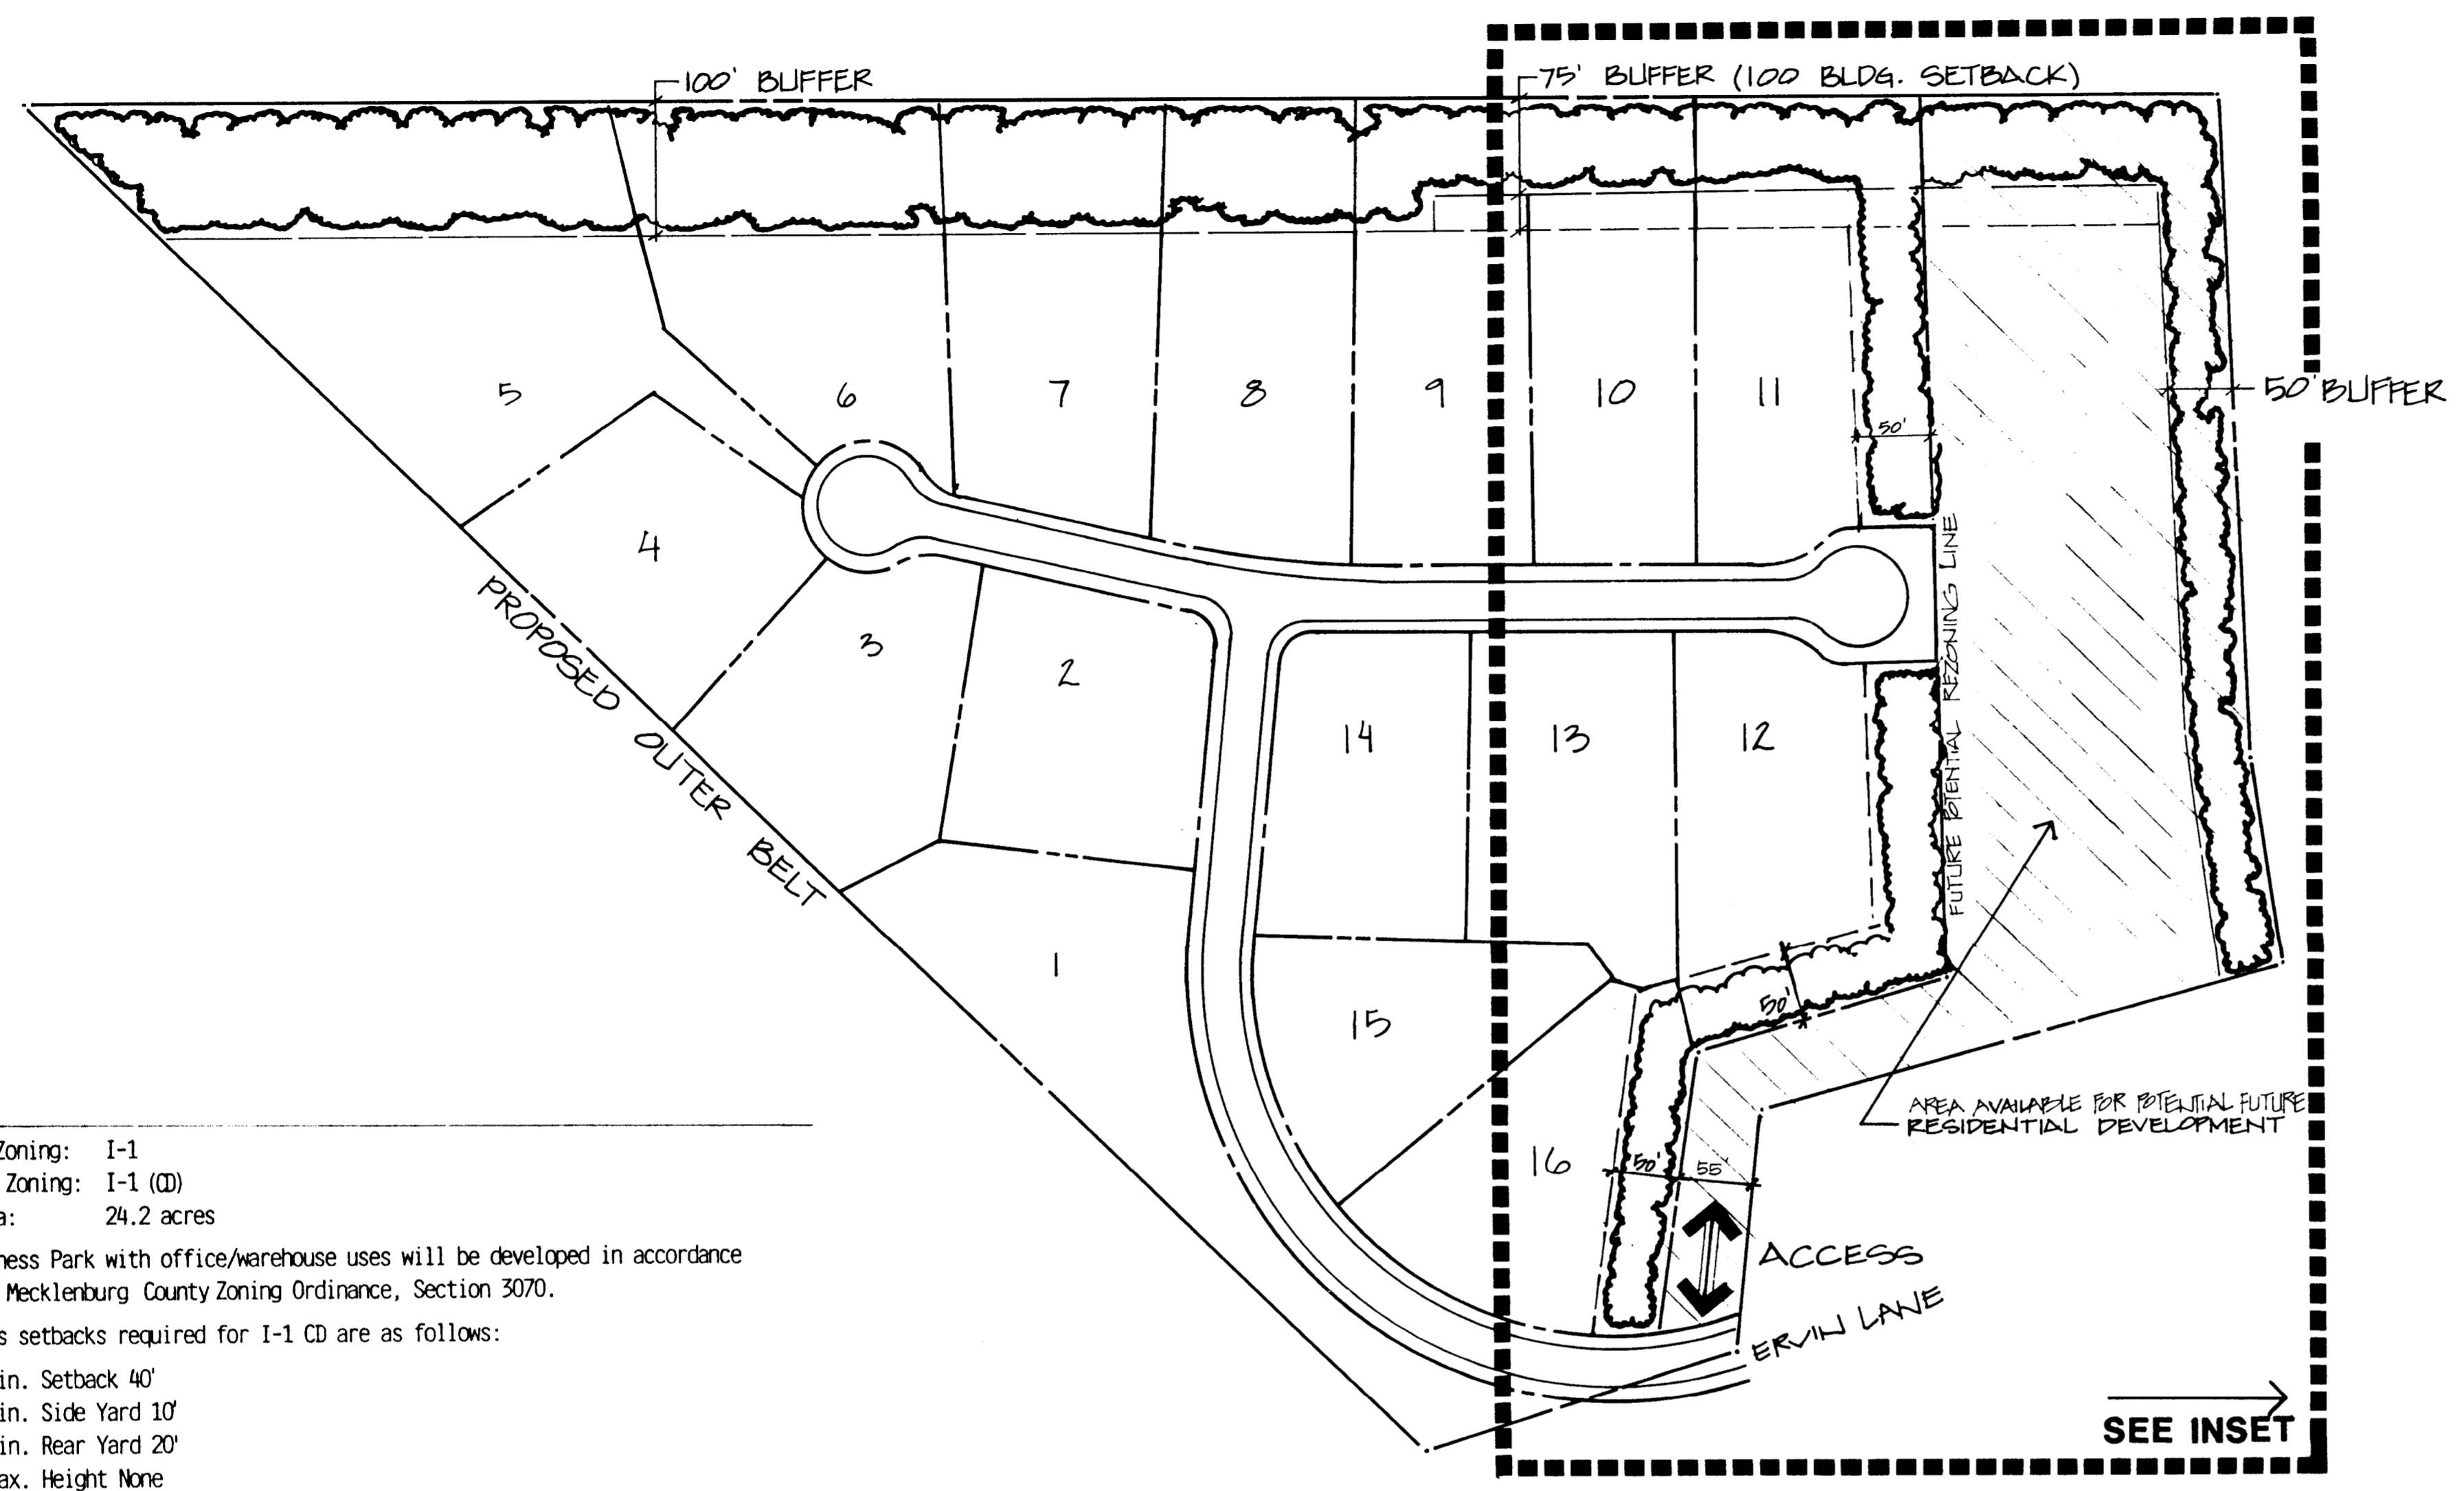 100' BUFFER
75' BUFFER (100 BLDG. SETBACK)
50' BUFFER
5
6
7
8
9
10
11
50'
4
3
2
14
13
12
FUTURE POTENTIAL REZONING LINE
PROPOSED OUTER BELT
1
15
50'
16
50'
55'
AREA AVAILABLE FOR POTENTIAL FUTURE
RESIDENTIAL DEVELOPMENT
ACCESS
ERVIN LANE
SEE INSET
Zoning: I-1
Zoning: I-1 (CD)
a: 24.2 acres
ness Park with office/warehouse uses will be developed in accordance
Mecklenburg County Zoning Ordinance, Section 3070.
s setbacks required for I-1 CD are as follows:
in. Setback 40'
in. Side Yard 10'
in. Rear Yard 20'
ax. Height None